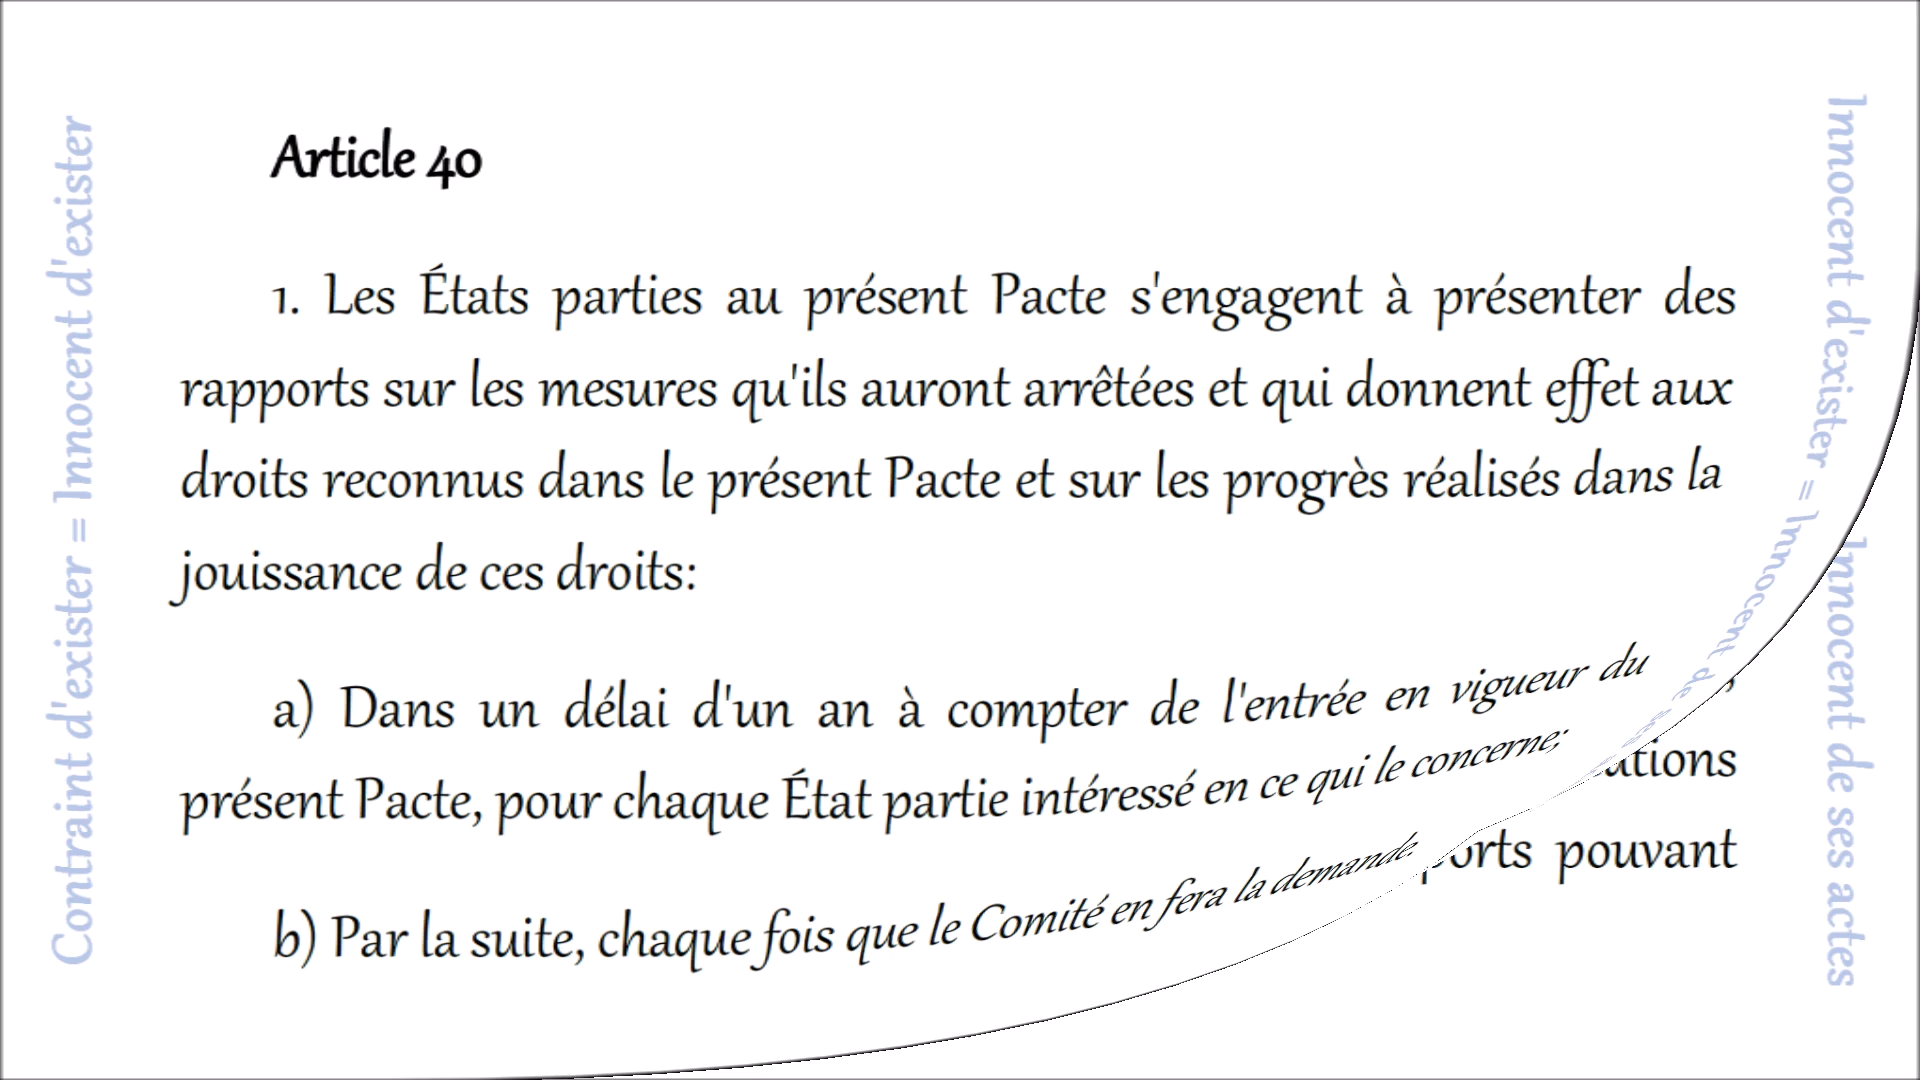 Contraint d'exister = Innocent d'exister
Article 40
1. Les États parties au présent Pacte s'engagent à présenter des
rapports sur les mesures qu'ils auront arrêtées et qui donnent effet aux
droits reconnus dans le présent Pacte et sur les progrès réalisés dans la
jouissance de ces droits:
a) Dans un délai d'un an à compter de l'entrée en vigueur du
présent Pacte, pour chaque État partie intéressé en ce qui le concerne;
b) Par la suite, chaque fois que le Comité en fera la demande.
pouvant
Innocent d'exister = Innocent de ses
Innocent de ses actes